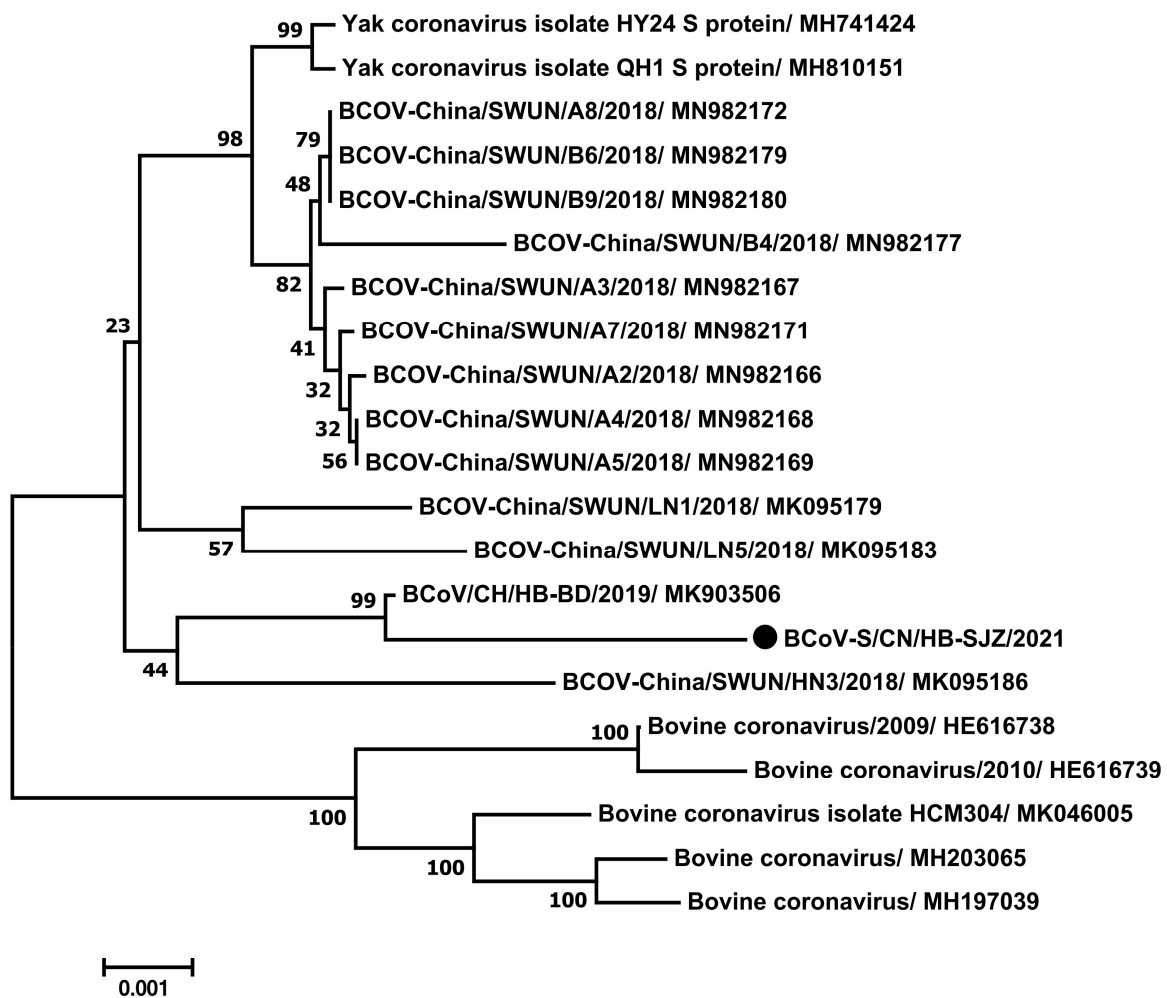 99 Yak coronavirus isolate HY24 S protein/ MH741424
Yak coronavirus isolate QH1 S protein/ MH810151
BCOV-China/SWUN/A8/2018/ MN982172
98
79
BCOV-China/SWUN/B6/2018/ MN982179
48
BCOV-China/SWUN/B9/2018/ MN982180
BCOV-China/SWUN/B4/2018/ MN982177
82
BCOV-China/SWUN/A3/2018/ MN982167
23
BCOV-China/SWUN/A7/2018/ MN982171
41
BCOV-China/SWUN/A2/2018/ MN982166
32
BCOV-China/SWUN/A4/2018/ MN982168
32
56 BCOV-China/SWUN/A5/2018/ MN982169
BCOV-China/SWUN/LN1/2018/ MK095179
57
BCOV-China/SWUN/LN5/2018/ MK095183
99 BCoV/CH/HB-BD/2019/ MK903506
BCoV-S/CN/HB-SJZ/2021
44
BCOV-China/SWUN/HN3/2018/ MK095186
100 Bovine coronavirus/2009/ HE616738
Bovine coronavirus/2010/ HE616739
100
Bovine coronavirus isolate HCM304/ MK046005
100
Bovine coronavirus/ MH203065
100
Bovine coronavirus/ MH197039
0.001